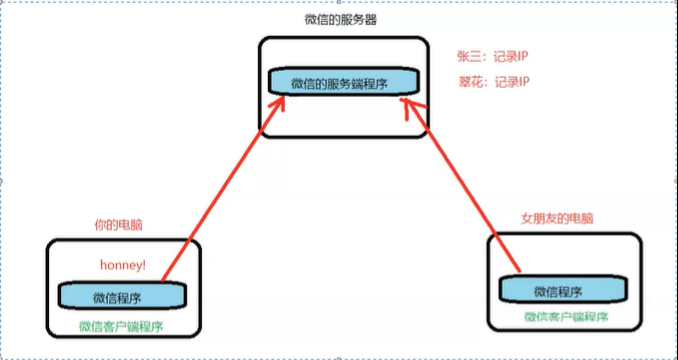 微信的服务器
张三：记录IP
微信的服务端程序
翠花：记录IP
你的电脑
女朋友的电脑
honney!
微信程序
微信程序
微信客户端程序
微信客户端程序